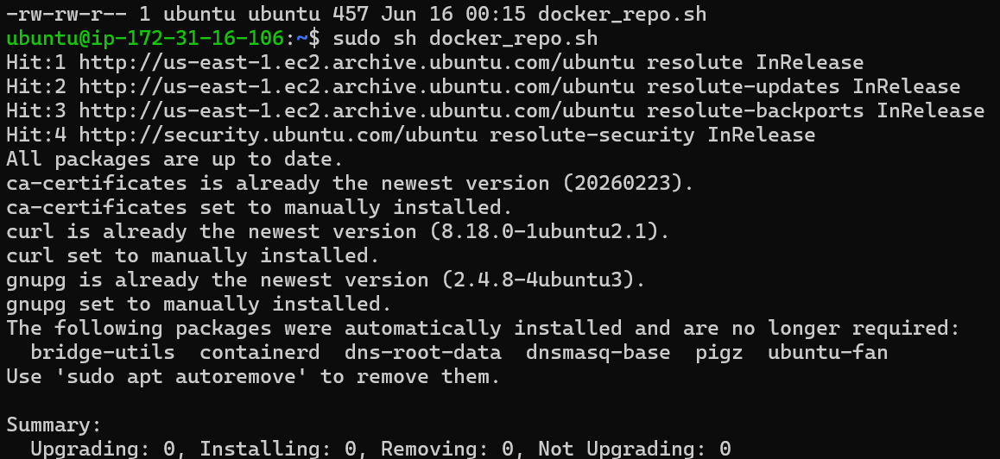 -rw-rw-r-- 1 ubuntu ubuntu 457 Jun 16 00:15 docker_repo.sh
ubuntu@ip-172-31-16-106:~$ sudo sh docker_repo.sh
Hit:1 http://us-east-1.ec2.archive.ubuntu.com/ubuntu resolute InRelease
Hit:2 http://us-east-1.ec2.archive.ubuntu.com/ubuntu resolute-updates InRelease
Hit:3 http://us-east-1.ec2.archive.ubuntu.com/ubuntu resolute-backports InRelease
Hit:4 http://security.ubuntu.com/ubuntu resolute-security InRelease
All packages are up to date.
ca-certificates is already the newest version (20260223).
ca-certificates set to manually installed.
curl is already the newest version (8.18.0-1ubuntu2.1).
curl set to manually installed.
gnupg is already the newest version (2.4.8-4ubuntu3).
gnupg set to manually installed.
The following packages were automatically installed and are no longer required:
  bridge-utils  containerd  dns-root-data  dnsmasq-base  pigz  ubuntu-fan
Use 'sudo apt autoremove' to remove them.

Summary:
  Upgrading: 0, Installing: 0, Removing: 0, Not Upgrading: 0